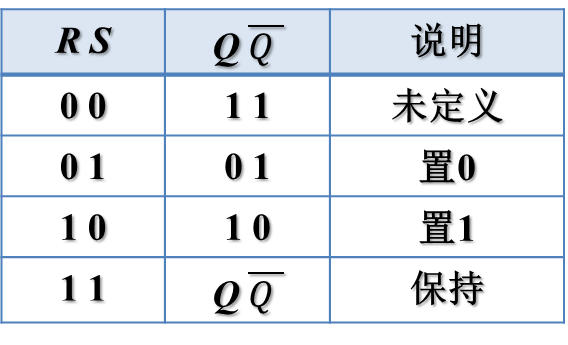 R S Q Q̅ 说明
0 0 1 1 未定义
0 1 0 1 置0
1 0 1 0 置1
1 1 Q Q̅ 保持